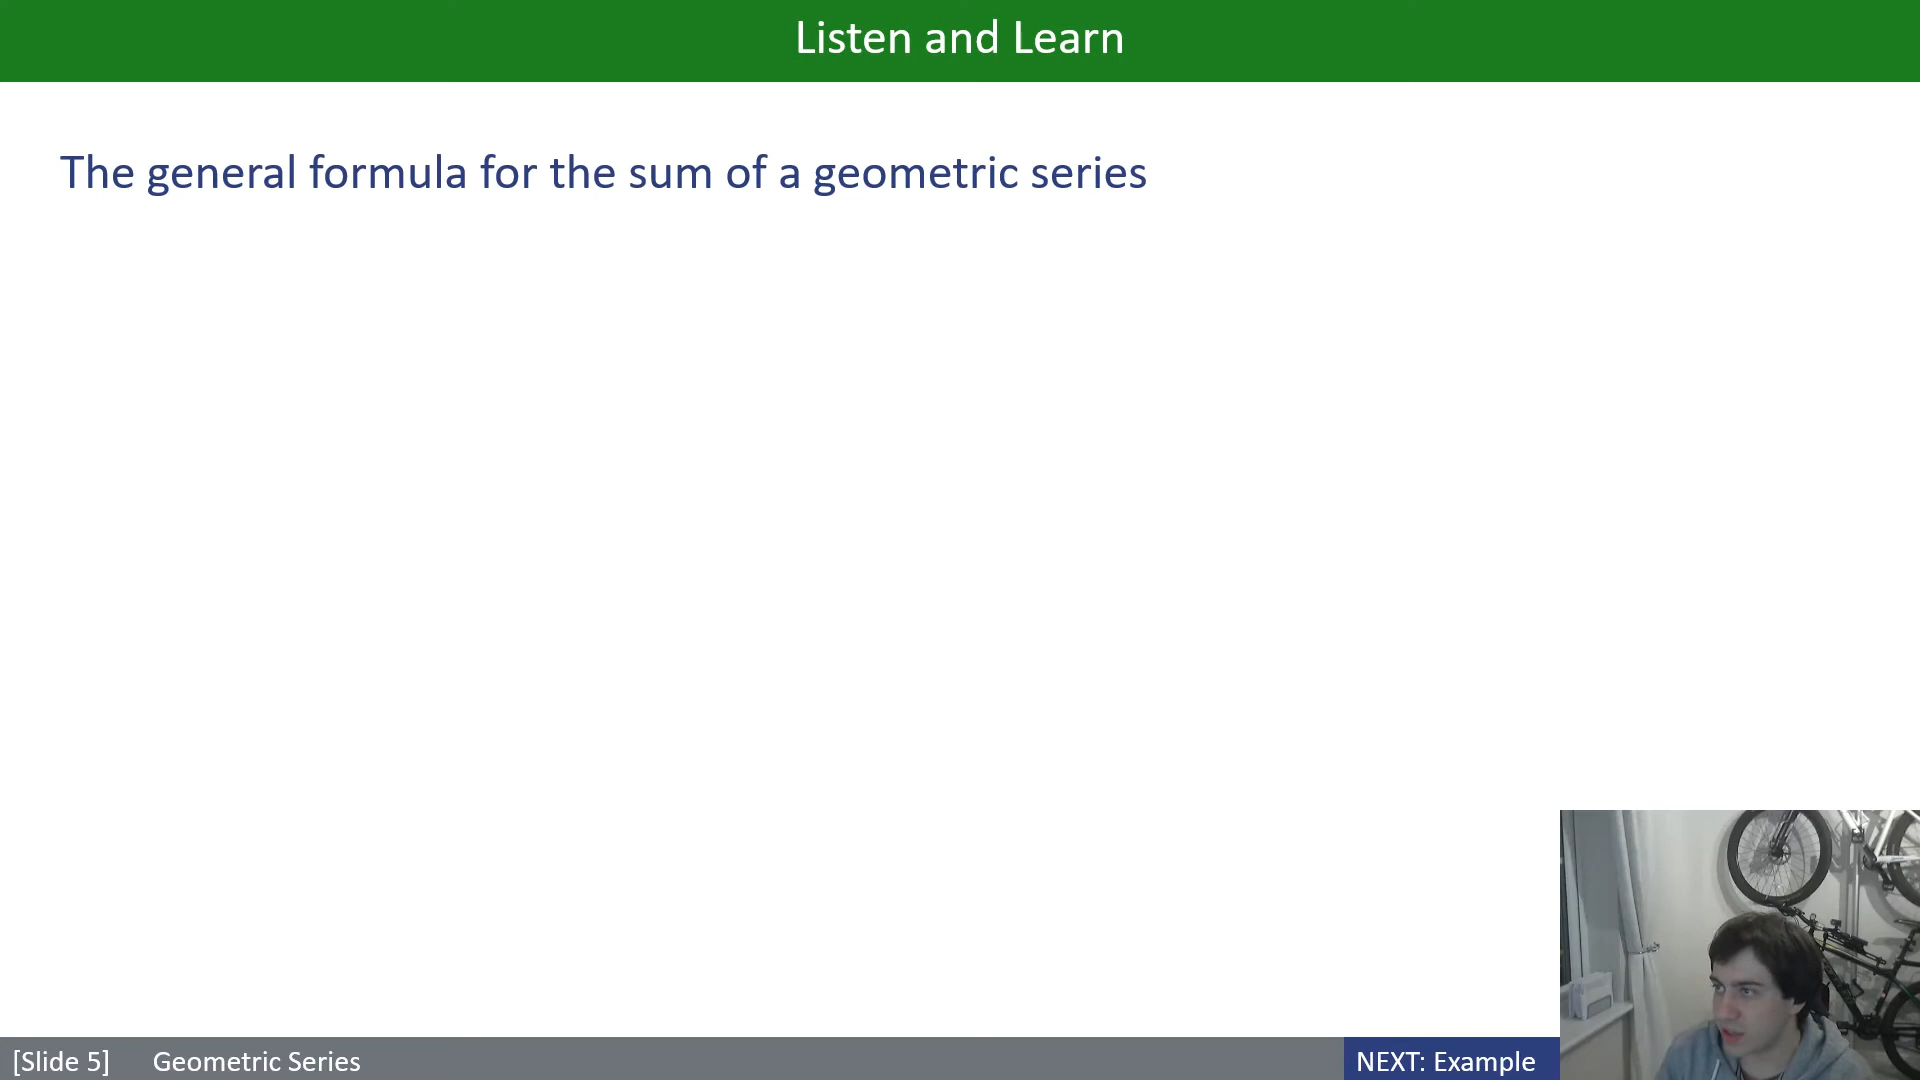 Listen and Learn
The general formula for the sum of a geometric series
[Slide 5] Geometric Series
NEXT: Example